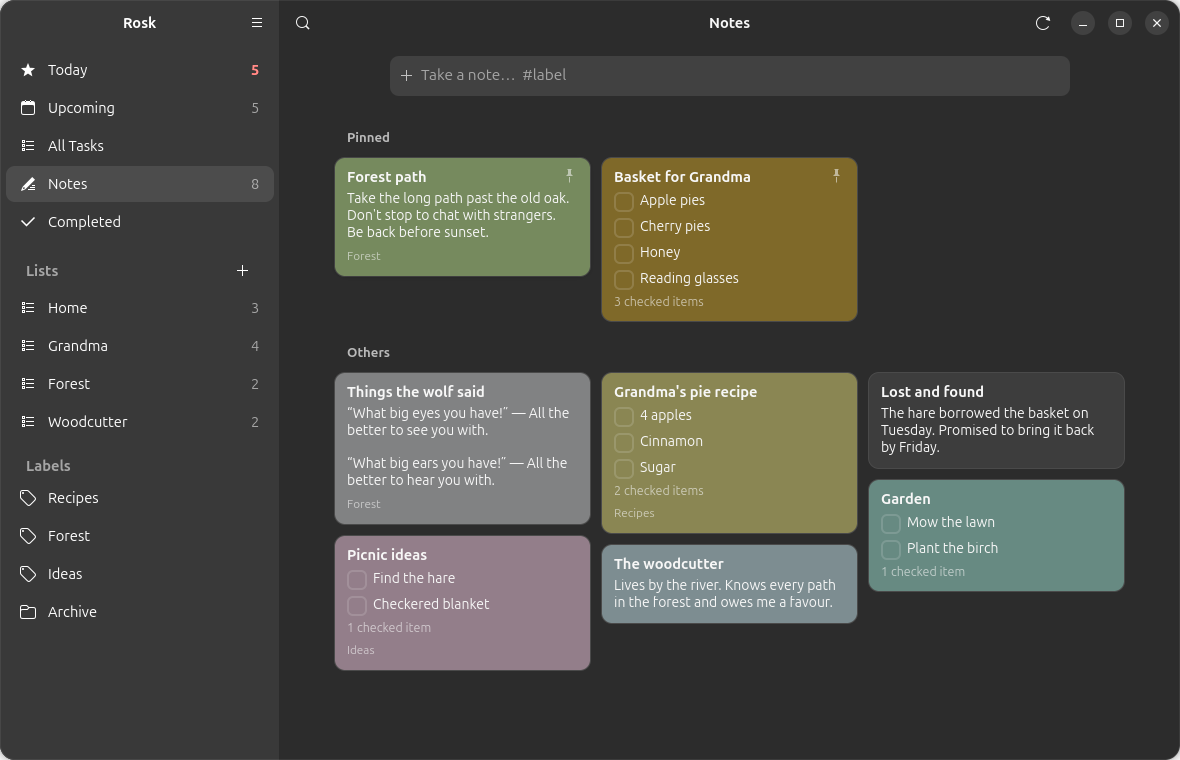 Rosk
Today 5
Upcoming 5
All Tasks
Notes 8
Completed
Lists
Home 3
Grandma 4
Forest 2
Woodcutter 2
Labels
Recipes
Forest
Ideas
Archive
Notes
Take a note… #label
Pinned
Forest path
Take the long path past the old oak.
Don't stop to chat with strangers.
Be back before sunset.
Forest
Basket for Grandma
Apple pies
Cherry pies
Honey
Reading glasses
3 checked items
Others
Things the wolf said
“What big eyes you have!” — All the
better to see you with.
“What big ears you have!” — All the
better to hear you with.
Forest
Picnic ideas
Find the hare
Checkered blanket
1 checked item
Ideas
Grandma's pie recipe
4 apples
Cinnamon
Sugar
2 checked items
Recipes
The woodcutter
Lives by the river. Knows every path
in the forest and owes me a favour.
Lost and found
The hare borrowed the basket on
Tuesday. Promised to bring it back
by Friday.
Garden
Mow the lawn
Plant the birch
1 checked item